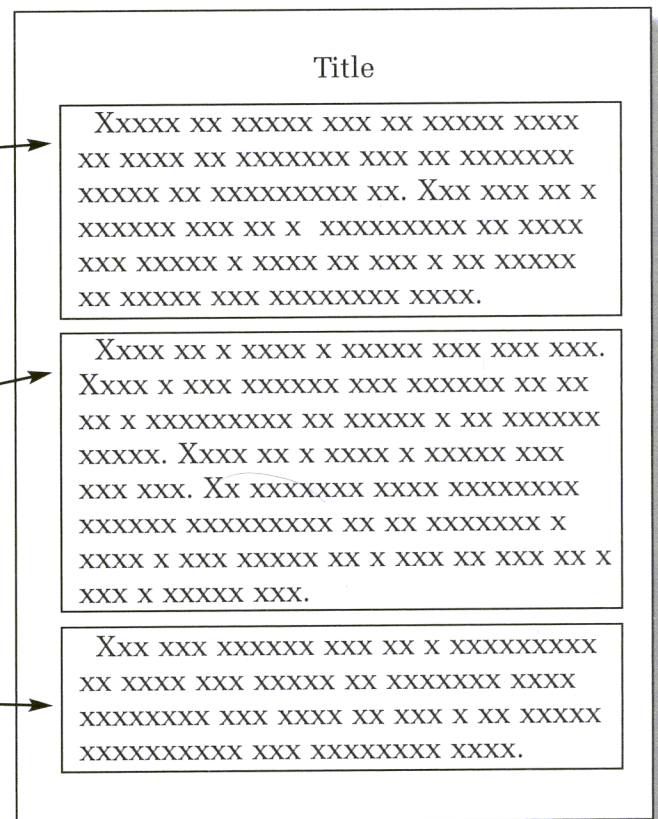 Title
Xxxxx xx xxxxx xxx xx xxxxx xxxx
xx xxxx xx xxxxxxx xxx xx xxxxxxx
xxxxx xx xxxxxxxxx xx. Xxx xxx xx x
xxxxxx xxx xx x xxxxxxxxx xx xxxx
xxx xxxxx x xxxx xx xxx x xx xxxxx
xx xxxxx xxx xxxxxxxx xxxx.
Xxxx xx x xxxx x xxxxx xxx xxx xxx.
Xxxx x xxx xxxxxx xxx xxxxxx xx xx
xx x xxxxxxxxx xx xxxxx x xx xxxxxx
xxxxx. Xxxx xx x xxxx x xxxxx xxx
xxx xxx. Xx xxxxxxx xxxx xxxxxxxx
xxxxxx xxxxxxxxx xx xx xxxxxxx x
xxxx x xxx xxxxx xx x xxx xx xxx xx x
xxx x xxxxx xxx.
Xxx xxx xxxxxx xxx xx x xxxxxxxxx
xx xxxx xxx xxxxx xx xxxxxxx xxxx
xxxxxxxx xxx xxxx xx xxx x xx xxxxx
xxxxxxxxxx xxx xxxxxxxx xxxx.